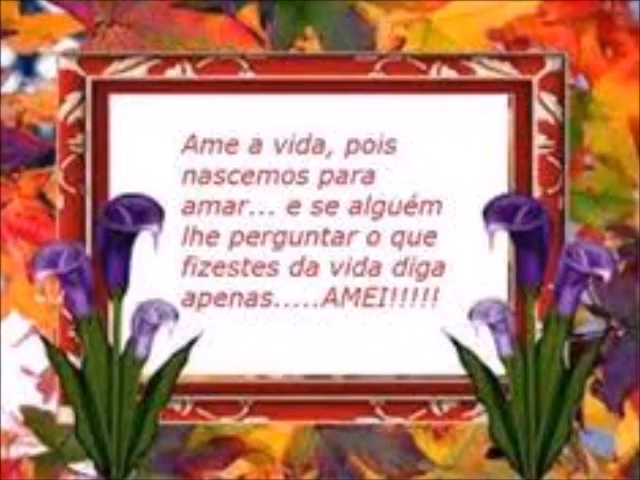 Ame a vida, pois
nascemos para
amar... e se alguém
lhe perguntar o que
fizestes da vida diga
apenas.....AMEI!!!!!